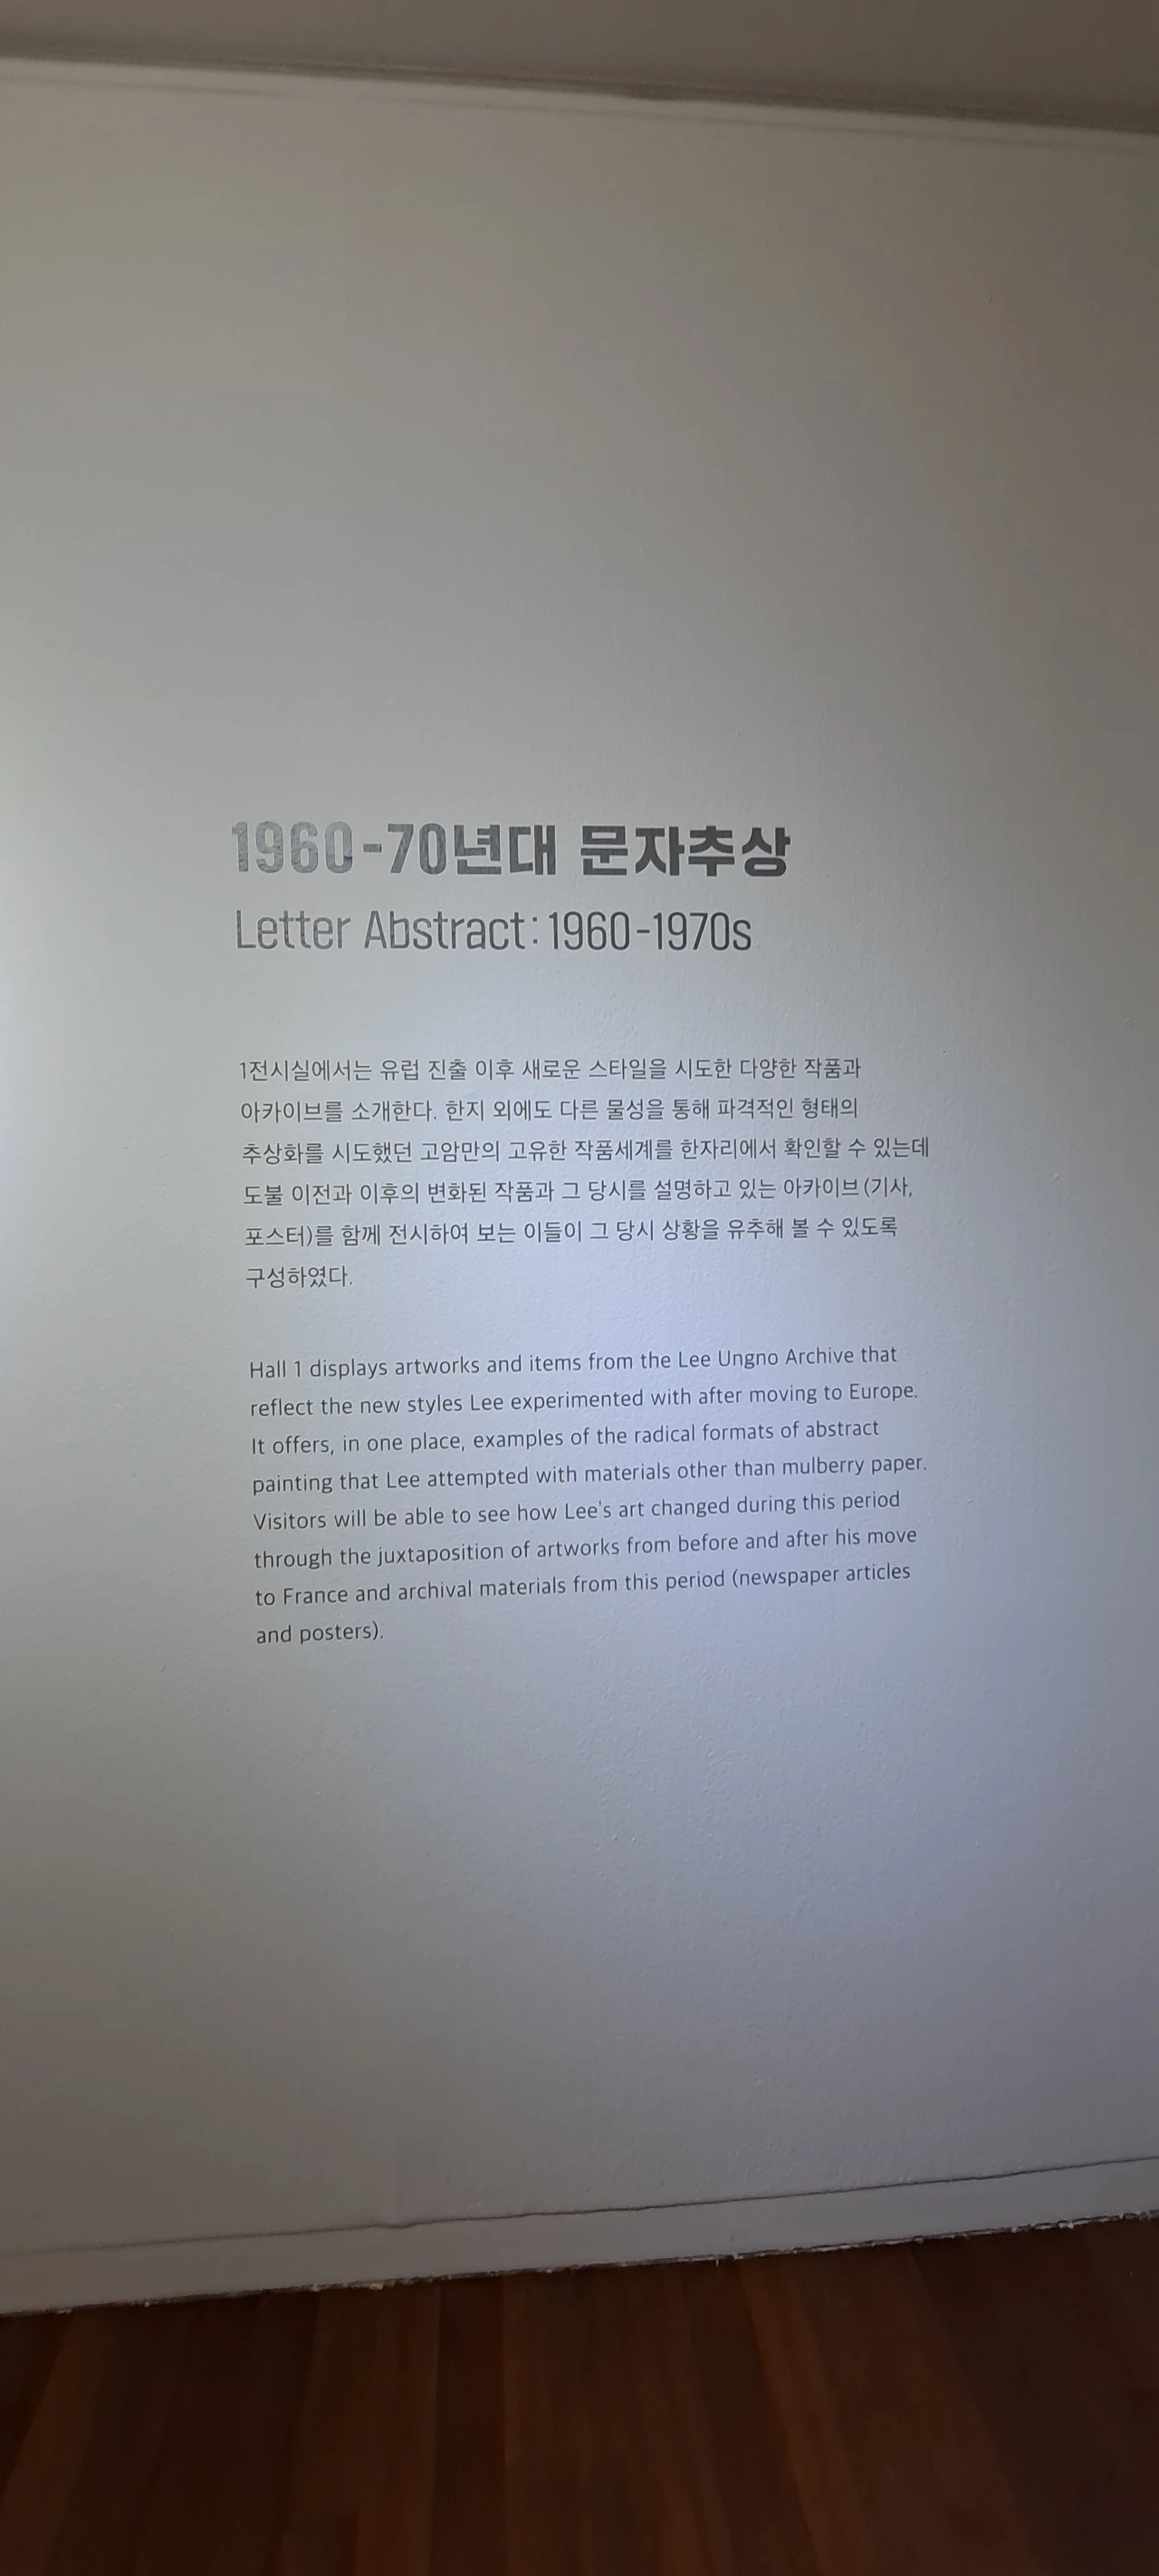 1960-70년대 문자추상
Letter Abstract: 1960-1970s
1전시실에서는 유럽 진출 이후 새로운 스타일을 시도한 다양한 작품과
아카이브를 소개한다. 한지 외에도 다른 물성을 통해 파격적인 형태의
추상화를 시도했던 고암만의 고유한 작품세계를 한자리에서 확인할 수 있는데
도불 이전과 이후의 변화된 작품과 그 당시를 설명하고 있는 아카이브(기사,
포스터)를 함께 전시하여 보는 이들이 그 당시 상황을 유추해 볼 수 있도록
구성하였다.
Hall 1 displays artworks and items from the Lee Ungno Archive that
reflect the new styles Lee experimented with after moving to Europe.
It offers, in one place, examples of the radical formats of abstract
painting that Lee attempted with materials other than mulberry paper.
Visitors will be able to see how Lee's art changed during this period
through the juxtaposition of artworks from before and after his move
to France and archival materials from this period (newspaper articles
and posters).